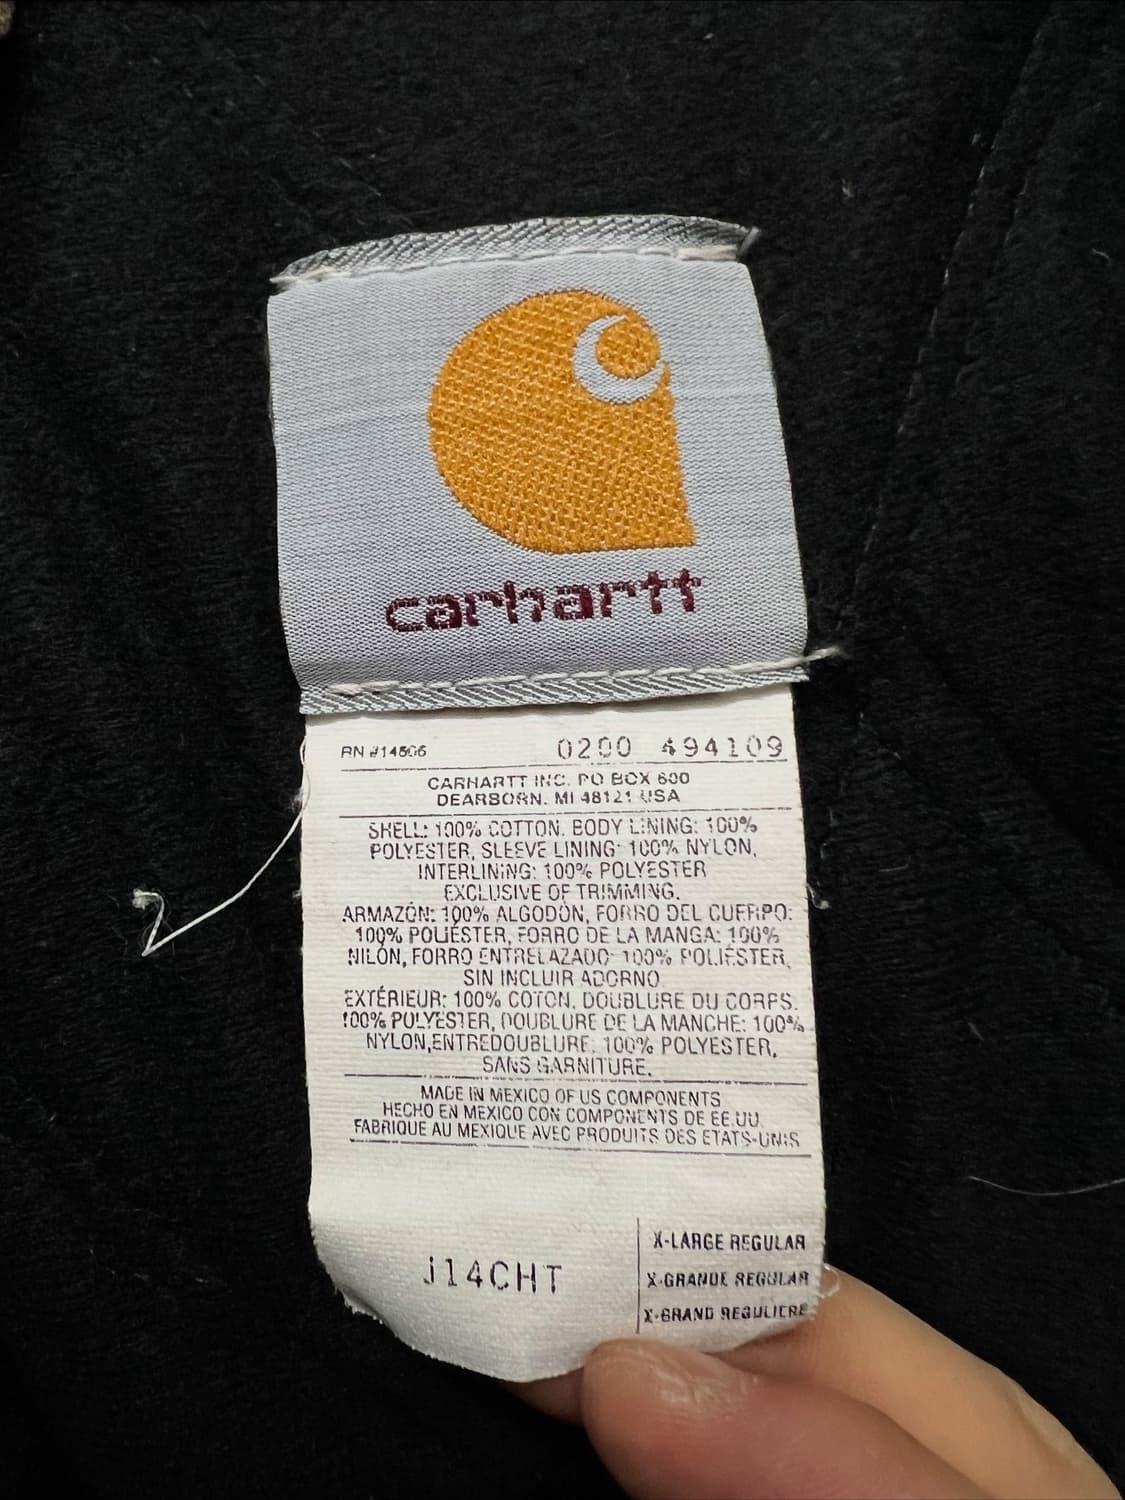 carhartt
RN #14806 0200 494109
CARHARTT INC. PO BOX 600
DEARBORN, MI 48121 USA
SHELL: 100% COTTON, BODY LINING: 100%
POLYESTER, SLEEVE LINING: 100% NYLON,
INTERLINING: 100% POLYESTER
EXCLUSIVE OF TRIMMING.
ARMAZÓN: 100% ALGODÓN, FORRO DEL CUERPO:
100% POLIÉSTER, FORRO DE LA MANGA: 100%
NILÓN, FORRO ENTRELAZADO: 100% POLIÉSTER,
SIN INCLUIR ADORNO
EXTÉRIEUR: 100% COTON, DOUBLURE DU CORPS:
100% POLYESTER, DOUBLURE DE LA MANCHE: 100%
NYLON,ENTREDOUBLURE: 100% POLYESTER,
SANS GARNITURE.
MADE IN MEXICO OF US COMPONENTS
HECHO EN MEXICO CON COMPONENTS DE EE.UU.
FABRIQUE AU MEXIQUE AVEC PRODUITS DES ETATS-UNIS
J14CHT
X-LARGE REGULAR
X-GRANDE REGULAR
X-GRAND REGULIERE